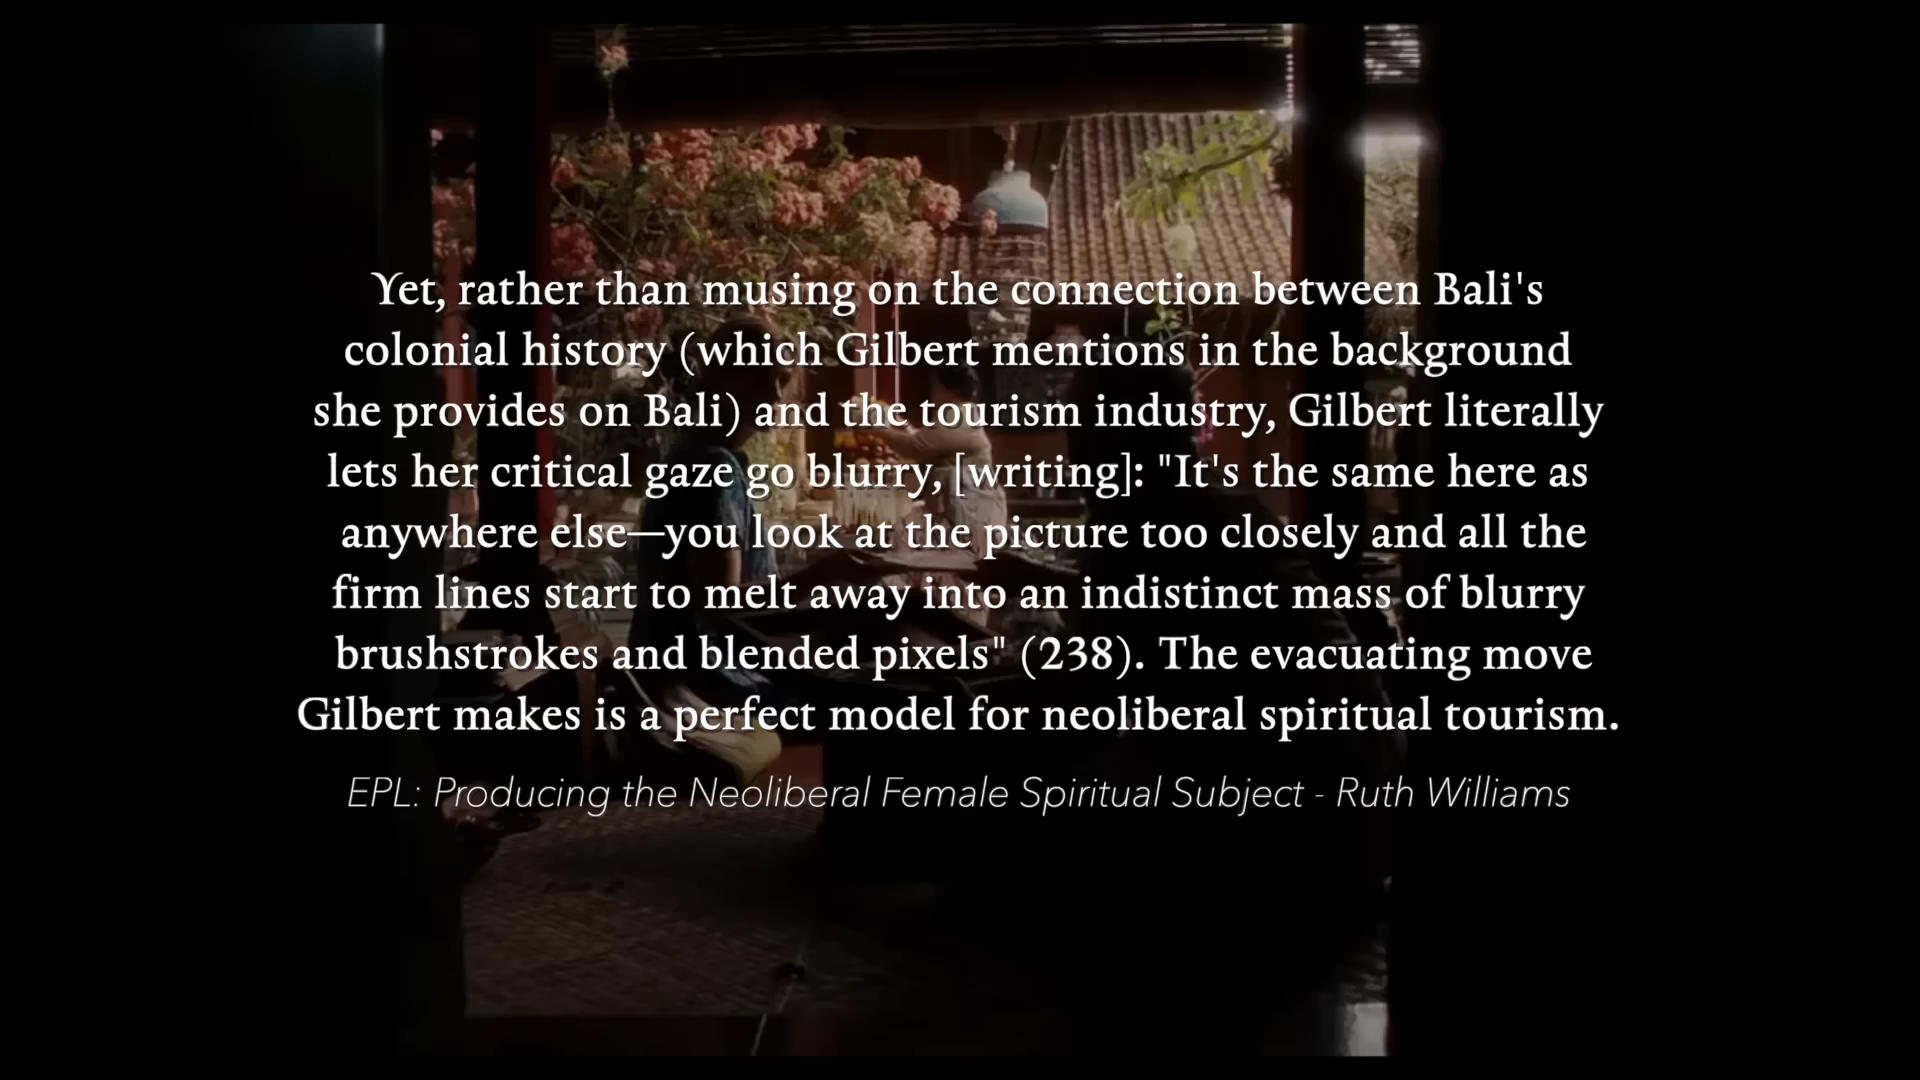 Yet, rather than musing on the connection between Bali's
colonial history (which Gilbert mentions in the background
she provides on Bali) and the tourism industry, Gilbert literally
lets her critical gaze go blurry, [writing]: "It's the same here as
anywhere else—you look at the picture too closely and all the
firm lines start to melt away into an indistinct mass of blurry
brushstrokes and blended pixels" (238). The evacuating move
Gilbert makes is a perfect model for neoliberal spiritual tourism.
EPL: Producing the Neoliberal Female Spiritual Subject - Ruth Williams